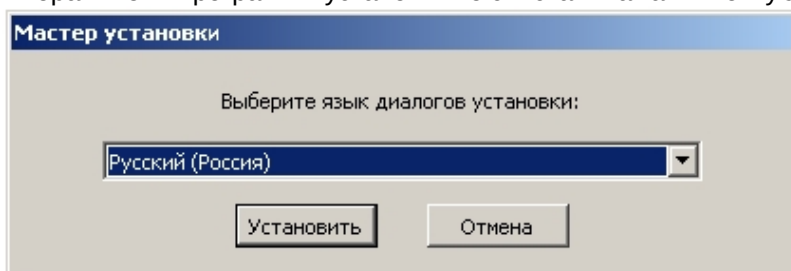 Мастер установки
Выберите язык диалогов установки:
Русский (Россия)
Установить Отмена